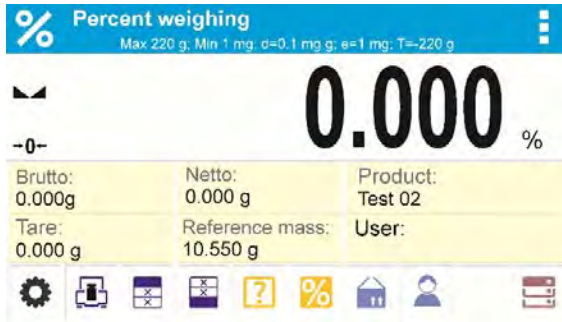 % Percent weighing
Max 220 g; Min 1 mg; d=0.1 mg g; e=1 mg; T=-220 g
0.000 %
→0←
Brutto: Netto: Product:
0.000g 0.000 g Test 02
Tare: Reference mass: User:
0.000 g 10.550 g
? %